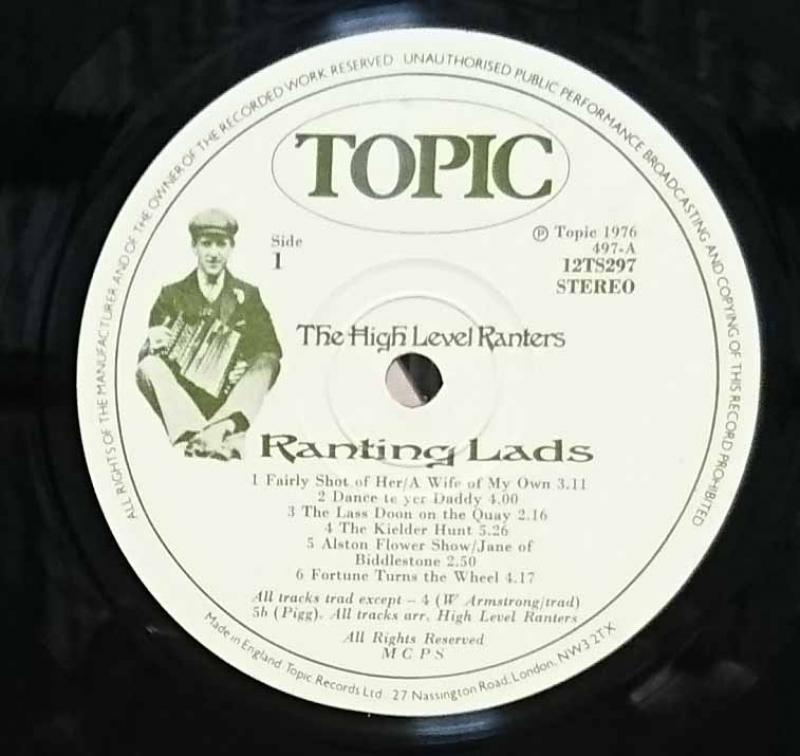 ALL RIGHTS OF THE MANUFACTURER AND OF THE OWNER OF THE RECORDED WORK RESERVED UNAUTHORISED PUBLIC PERFORMANCE BROADCASTING AND COPYING OF THIS RECORD PROHIBITED
TOPIC
Side
1
℗ Topic 1976
497-A
12TS297
STEREO
The High Level Ranters
Ranting Lads
1 Fairly Shot of Her/A Wife of My Own 3.11
2 Dance te yer Daddy 4.00
3 The Lass Doon on the Quay 2.16
4 The Kielder Hunt 5.26
5 Alston Flower Show/Jane of
Biddlestone 2.50
6 Fortune Turns the Wheel 4.17
All tracks trad except – 4 (W Armstrong/trad)
5b (Pigg). All tracks arr. High Level Ranters
All Rights Reserved
M C P S
Made in England Topic Records Ltd 27 Nassington Road, London, NW3 2TX